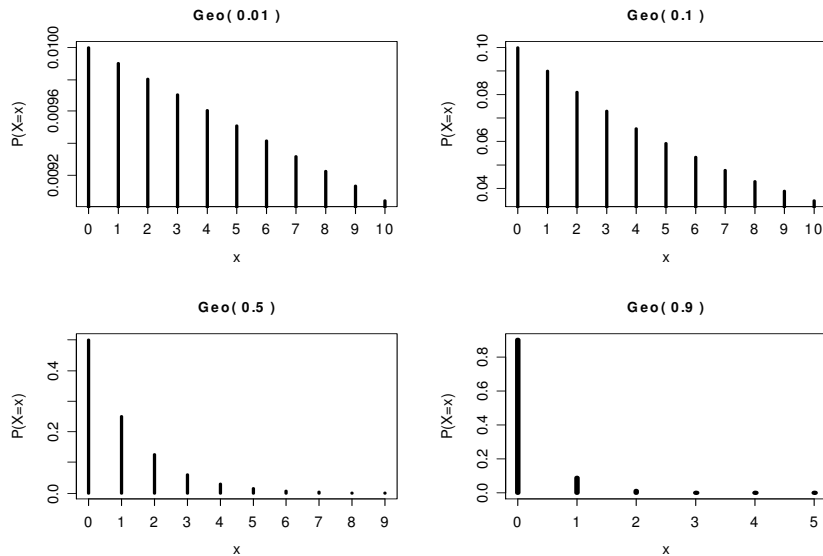 Geo( 0.01 )
P(X=x)
0.0092
0.0096
0.0100
0 1 2 3 4 5 6 7 8 9 10
x
Geo( 0.1 )
P(X=x)
0.04
0.06
0.08
0.10
0 1 2 3 4 5 6 7 8 9 10
x
Geo( 0.5 )
P(X=x)
0.0
0.2
0.4
0 1 2 3 4 5 6 7 8 9
x
Geo( 0.9 )
P(X=x)
0.0
0.2
0.4
0.6
0.8
0 1 2 3 4 5
x